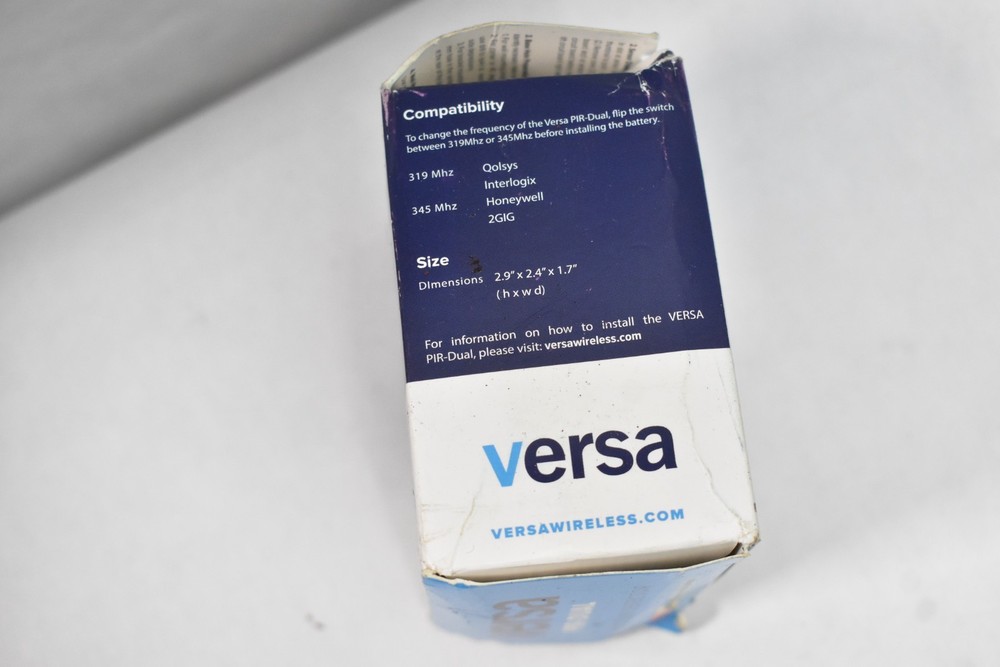 Compatibility
To change the frequency of the Versa PIR-Dual, flip the switch
between 319Mhz or 345Mhz before installing the battery.
319 Mhz Qolsys
Interlogix
345 Mhz Honeywell
2GIG
Size
DImensions 2.9" x 2.4" x 1.7"
( h x w d)
For information on how to install the VERSA
PIR-Dual, please visit: versawireless.com
versa
VERSAWIRELESS.COM